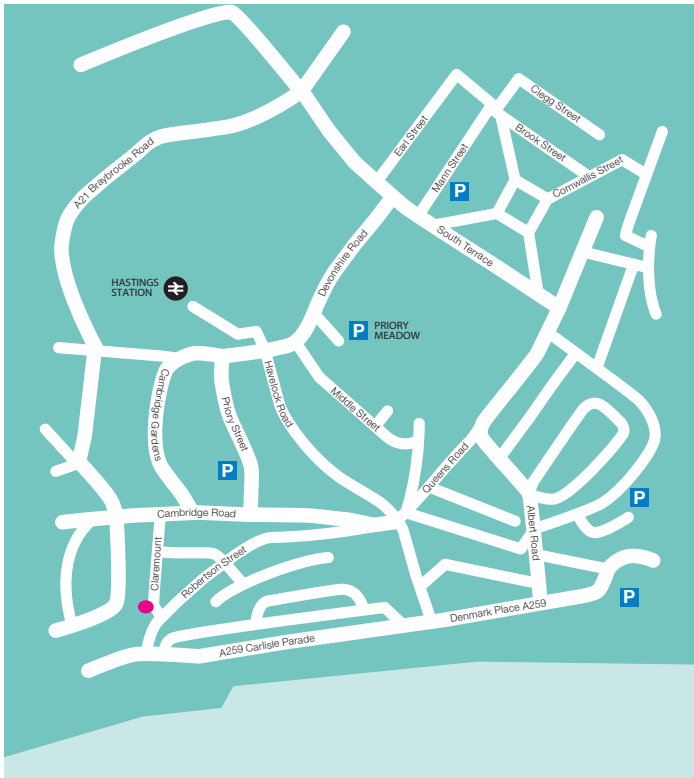 Clegg Street
Earl Street
Brook Street
A21 Braybrooke Road
Mann Street
Cornwallis Street
P
South Terrace
Devonshire Road
HASTINGS
STATION
P
PRIORY
MEADOW
Cambridge Gardens
Havelock Road
Priory Street
Middle Street
P
Queens Road
P
Cambridge Road
Albert Road
Claremount
Robertson Street
P
Denmark Place A259
A259 Carlisle Parade